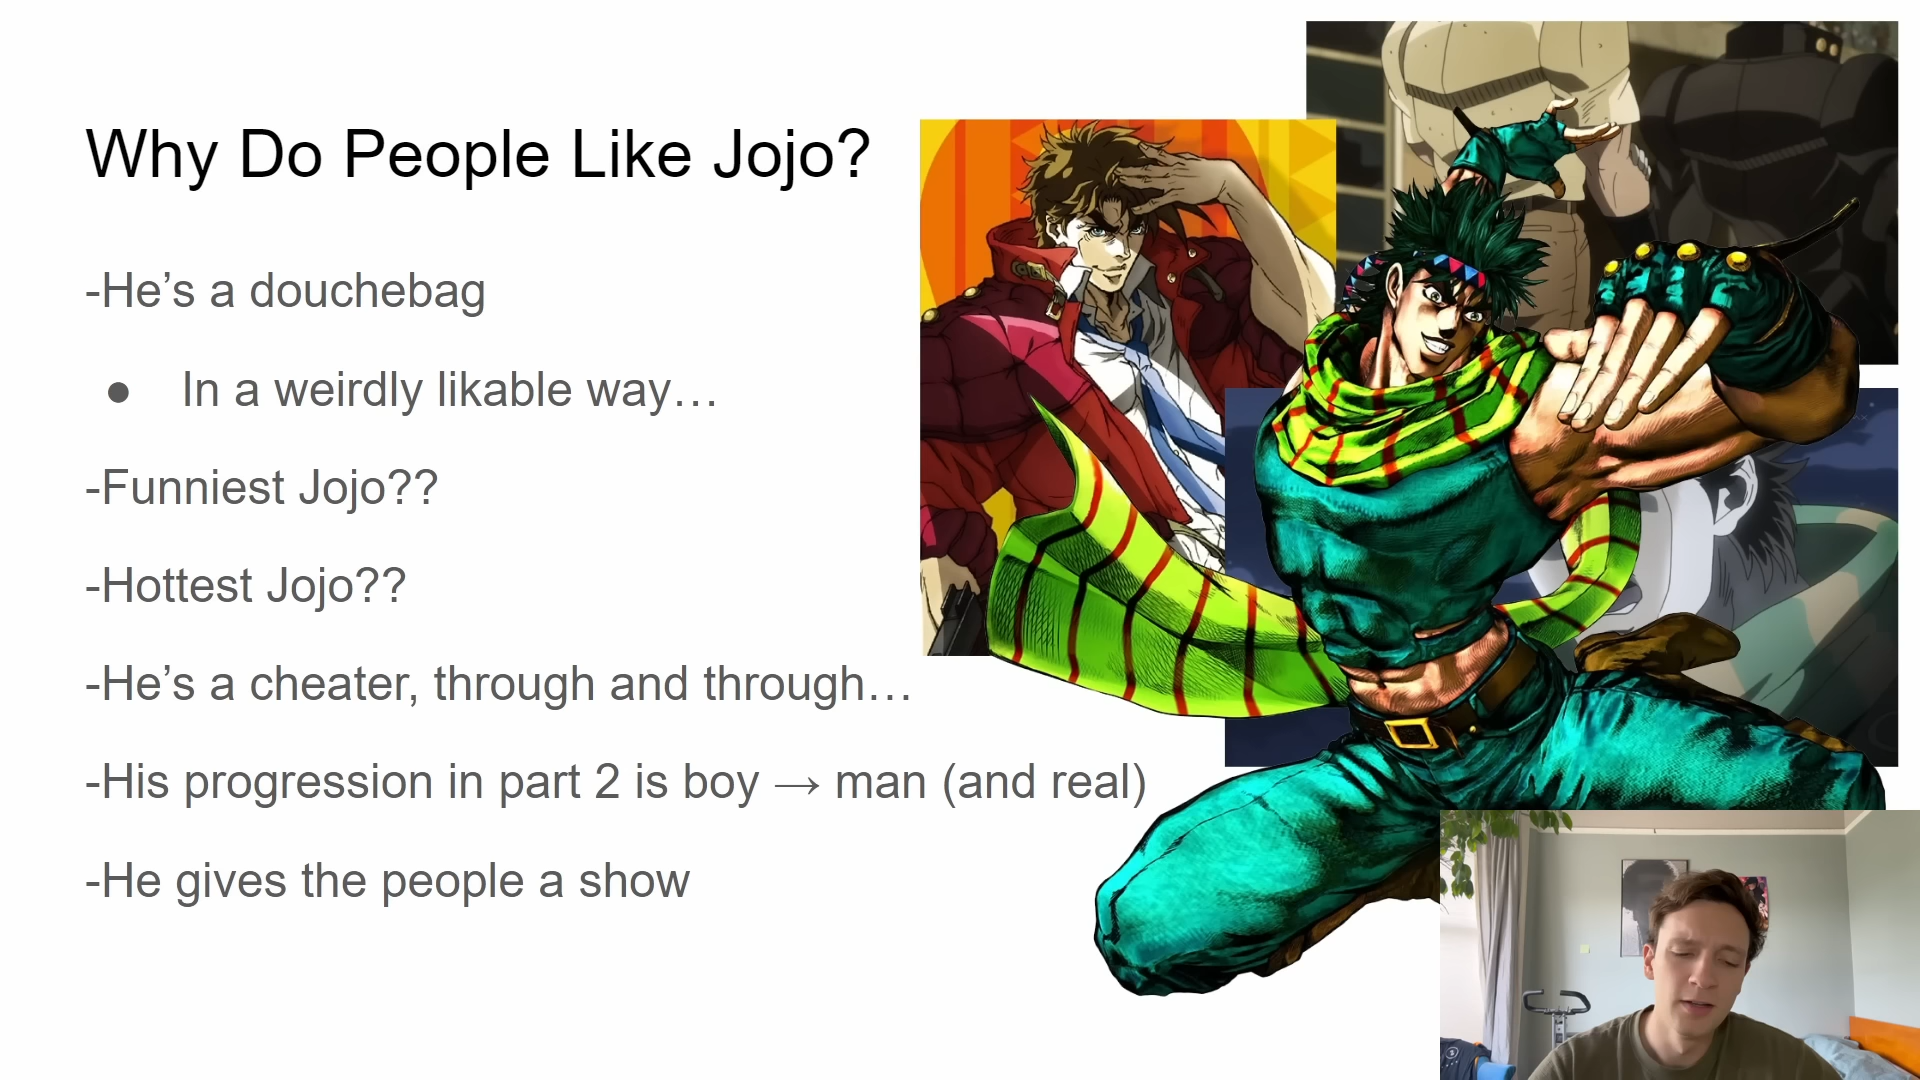 Why Do People Like Jojo?
-He’s a douchebag
● In a weirdly likable way…
-Funniest Jojo??
-Hottest Jojo??
-He’s a cheater, through and through…
-His progression in part 2 is boy → man (and real)
-He gives the people a show